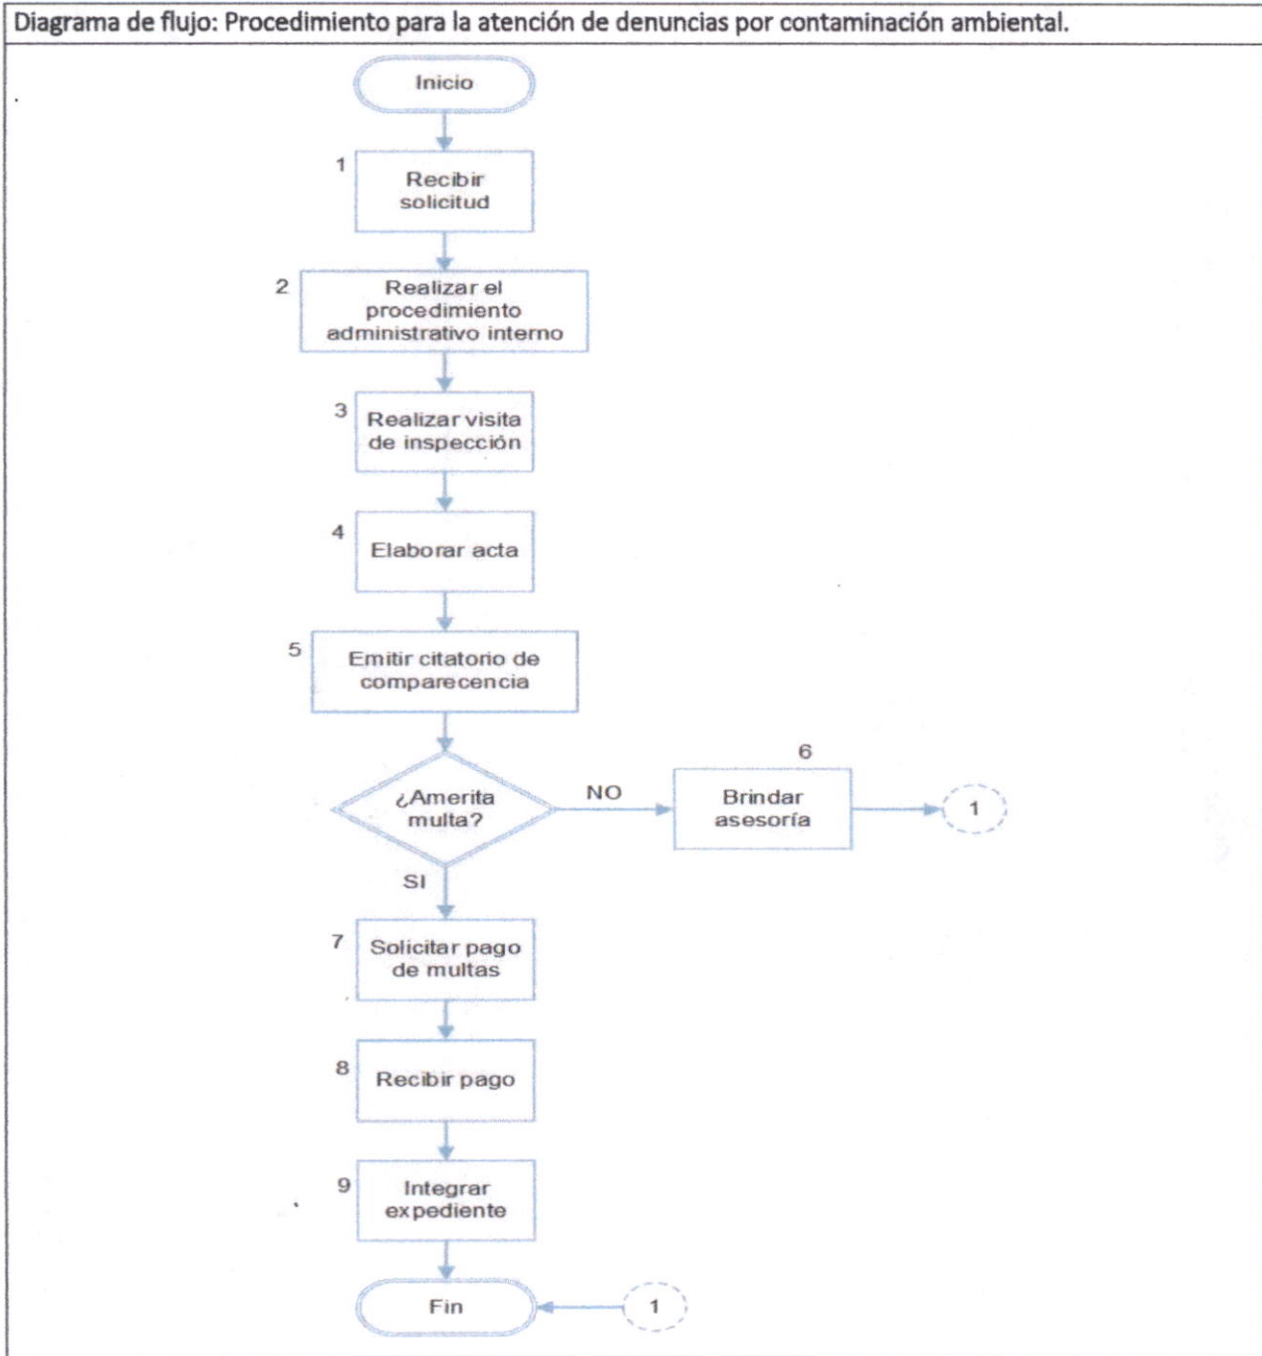 Diagrama de flujo: Procedimiento para la atención de denuncias por contaminación ambiental.
Inicio
1
Recibir
solicitud
2
Realizar el
procedimiento
administrativo interno
3
Realizar visita
de inspección
4
Elaborar acta
5
Emitir citatorio de
comparecencia
¿Amerita
multa?
NO
6
Brindar
asesoría
1
SI
7
Solicitar pago
de multas
8
Recibir pago
9
Integrar
expediente
Fin
1